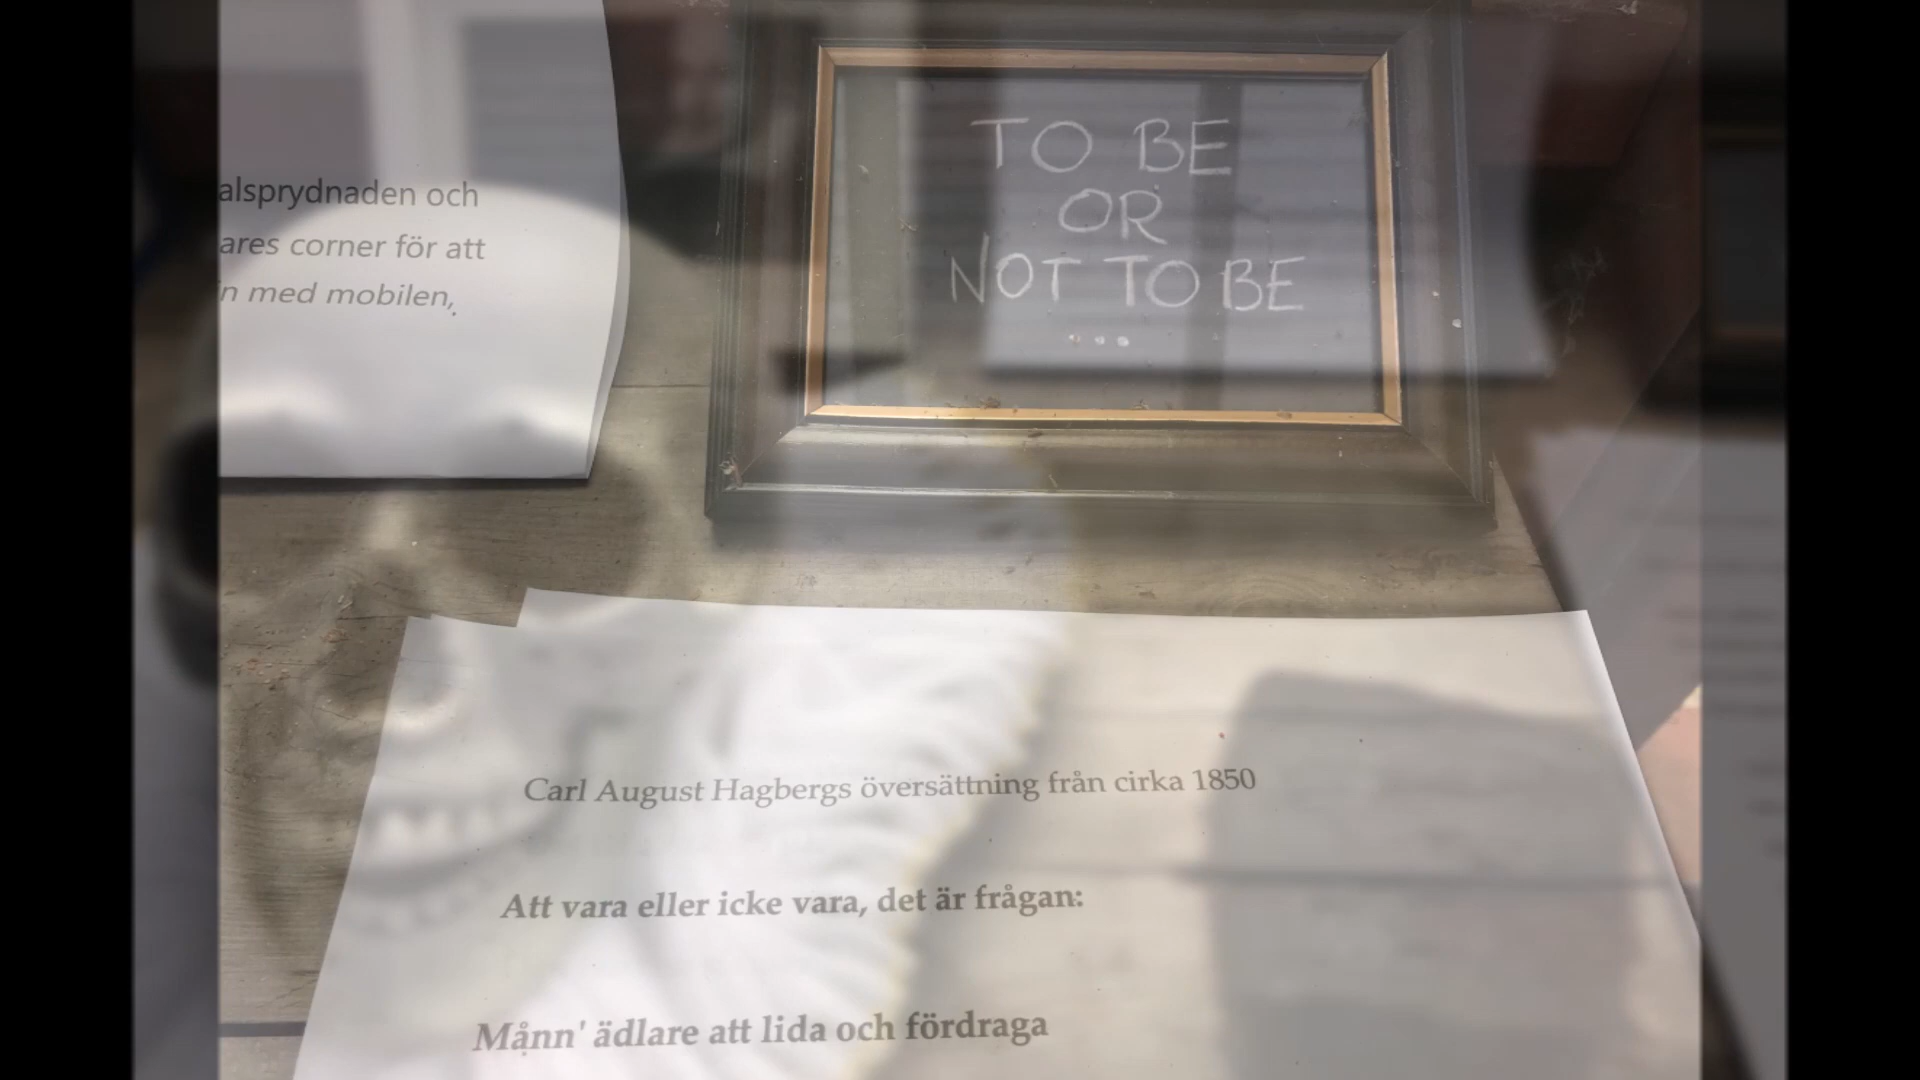 alsprydnaden och
ares corner för att
n med mobilen,
TO BE
OR
NOT TO BE
...
Carl August Hagbergs översättning från cirka 1850
Att vara eller icke vara, det är frågan:
Månn' ädlare att lida och fördraga